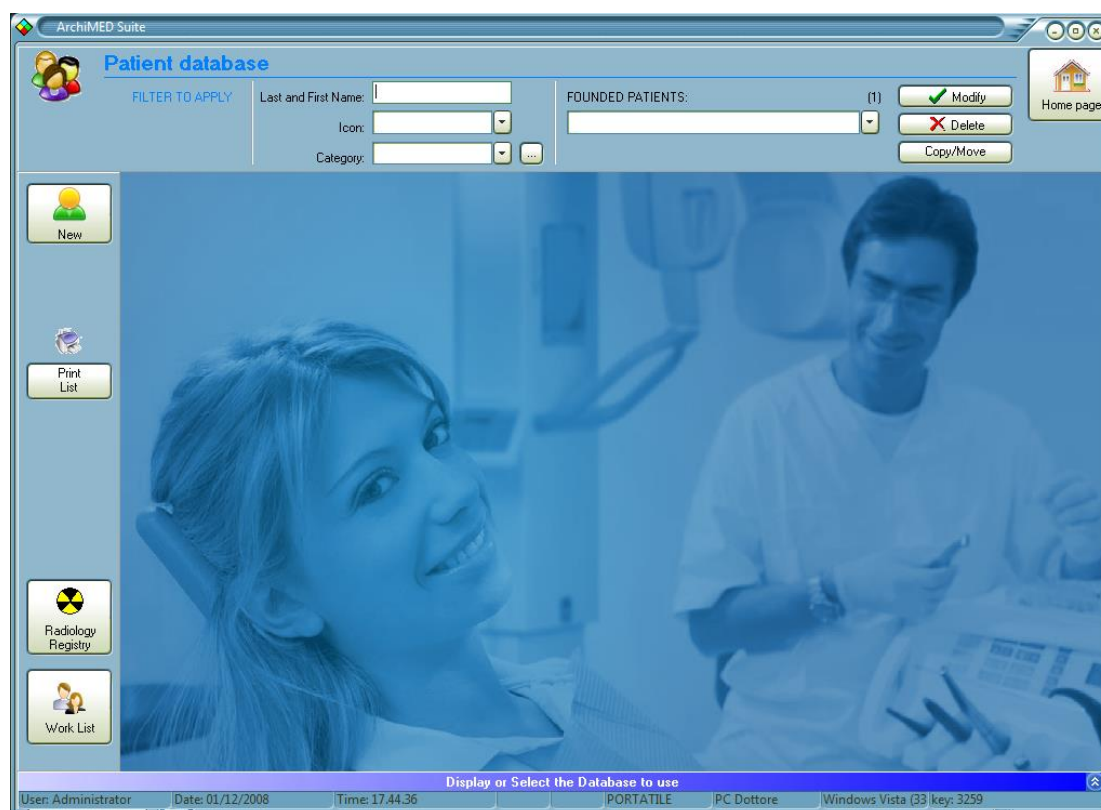 ArchiMED Suite
Patient database
FILTER TO APPLY
Last and First Name:
Icon:
Category:
...
FOUNDED PATIENTS:
(1)
Modify
Delete
Copy/Move
Home page
New
Print
List
Radiology
Registry
Work List
Display or Select the Database to use
User: Administrator
Date: 01/12/2008
Time: 17.44.36
PORTATILE
PC Dottore
Windows Vista (33
key: 3259